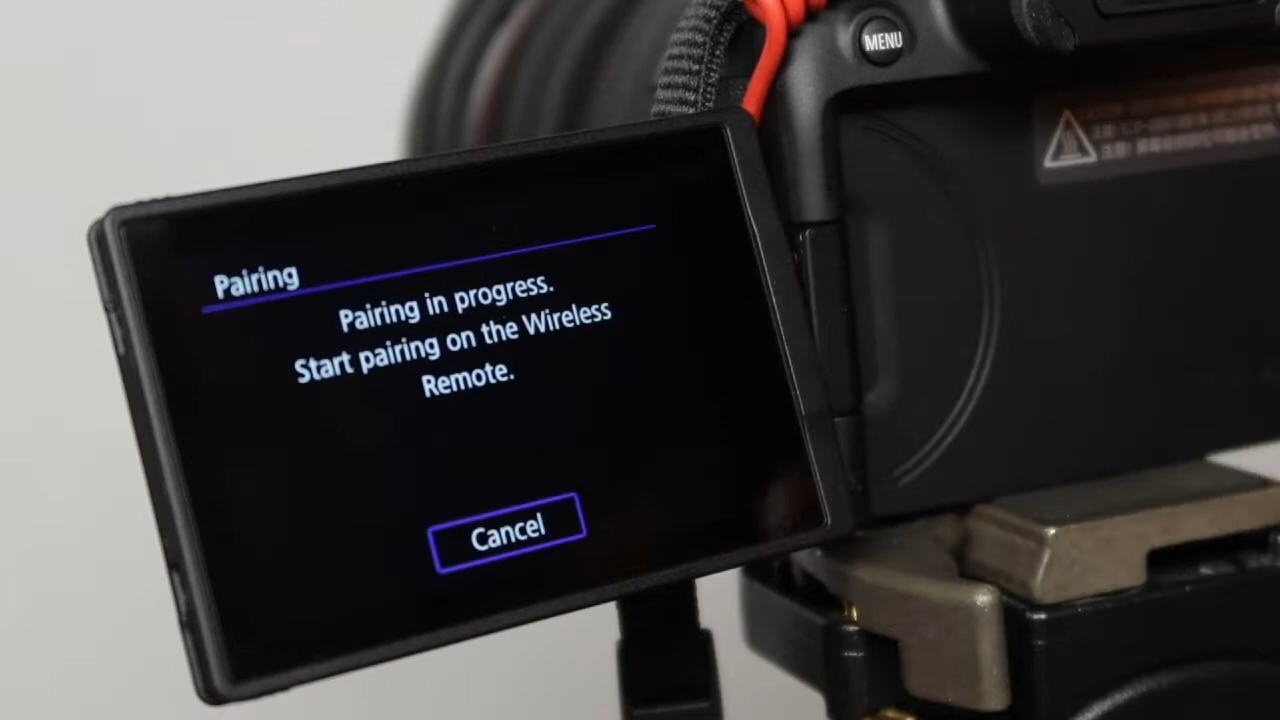 MENU
Pairing
Pairing in progress.
Start pairing on the Wireless
Remote.
Cancel